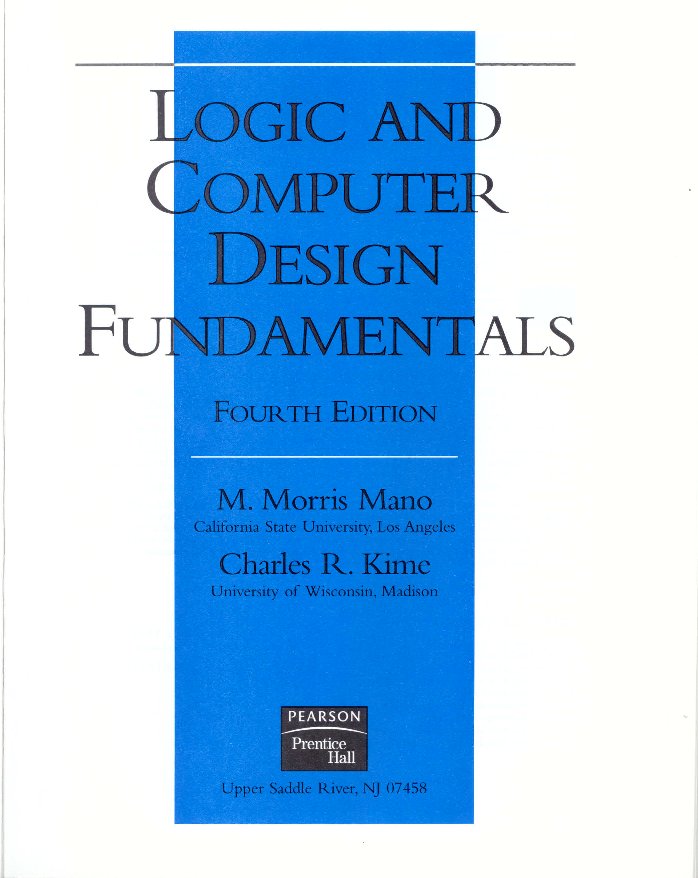 LOGIC AND
COMPUTER
DESIGN
FUNDAMENTALS
FOURTH EDITION
M. Morris Mano
California State University, Los Angeles
Charles R. Kime
University of Wisconsin, Madison
PEARSON
Prentice
Hall
Upper Saddle River, NJ 07458